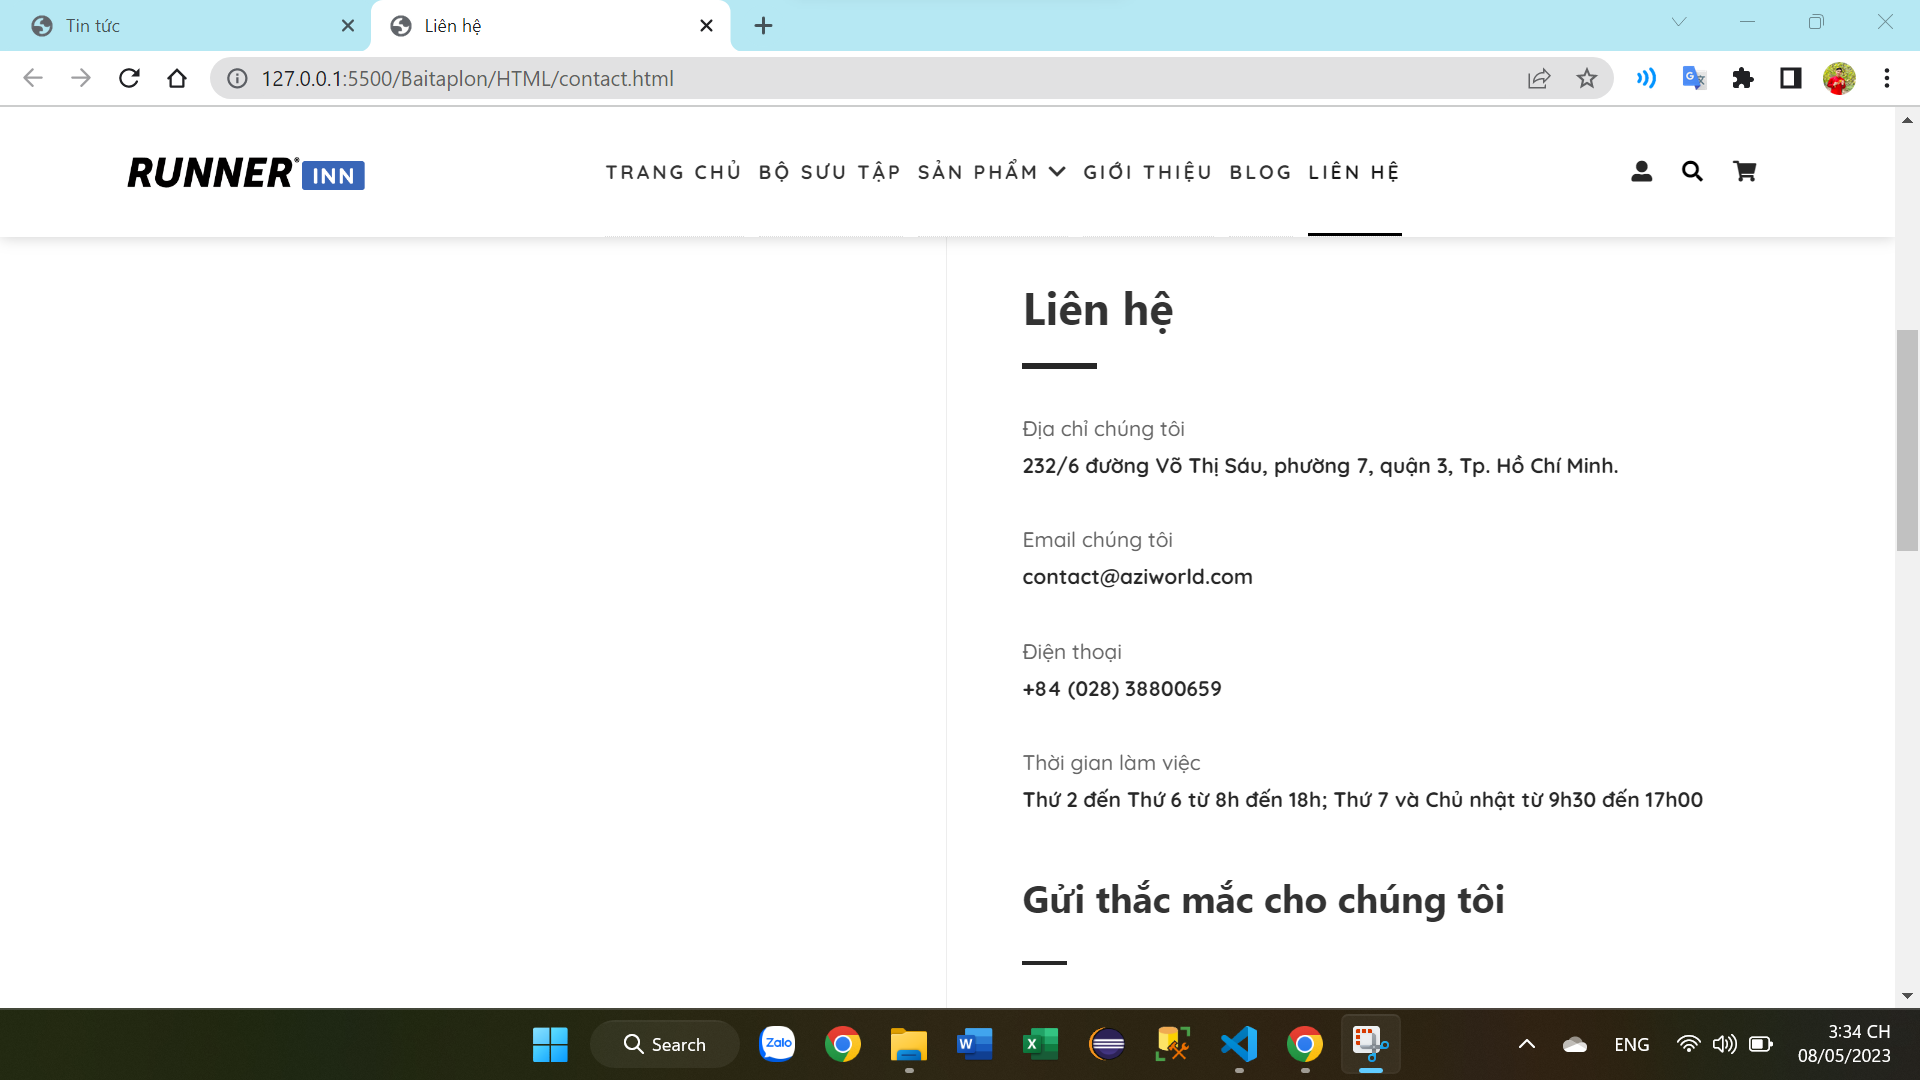 Tin tức
Liên hệ
127.0.0.1:5500/Baitaplon/HTML/contact.html
RUNNER® INN
TRANG CHỦ BỘ SƯU TẬP SẢN PHẨM GIỚI THIỆU BLOG LIÊN HỆ
Liên hệ
Địa chỉ chúng tôi
232/6 đường Võ Thị Sáu, phường 7, quận 3, Tp. Hồ Chí Minh.
Email chúng tôi
contact@aziworld.com
Điện thoại
+84 (028) 38800659
Thời gian làm việc
Thứ 2 đến Thứ 6 từ 8h đến 18h; Thứ 7 và Chủ nhật từ 9h30 đến 17h00
Gửi thắc mắc cho chúng tôi
Search
Zalo
ENG
3:34 CH
08/05/2023